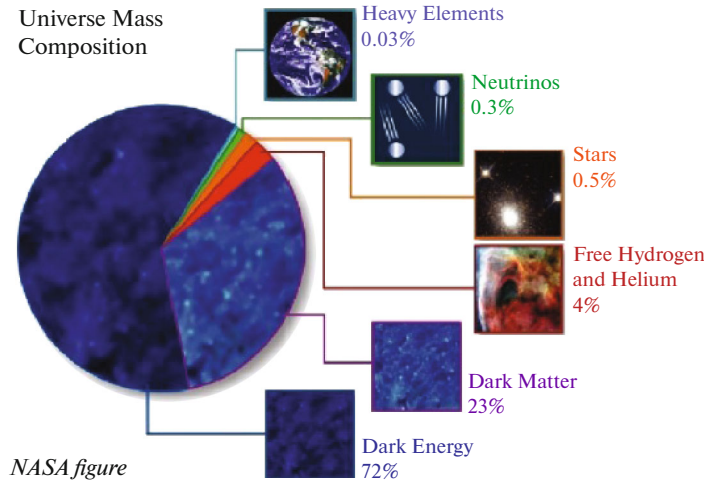 Universe Mass
Composition
Heavy Elements
0.03%
Neutrinos
0.3%
Stars
0.5%
Free Hydrogen
and Helium
4%
Dark Matter
23%
Dark Energy
72%
NASA figure